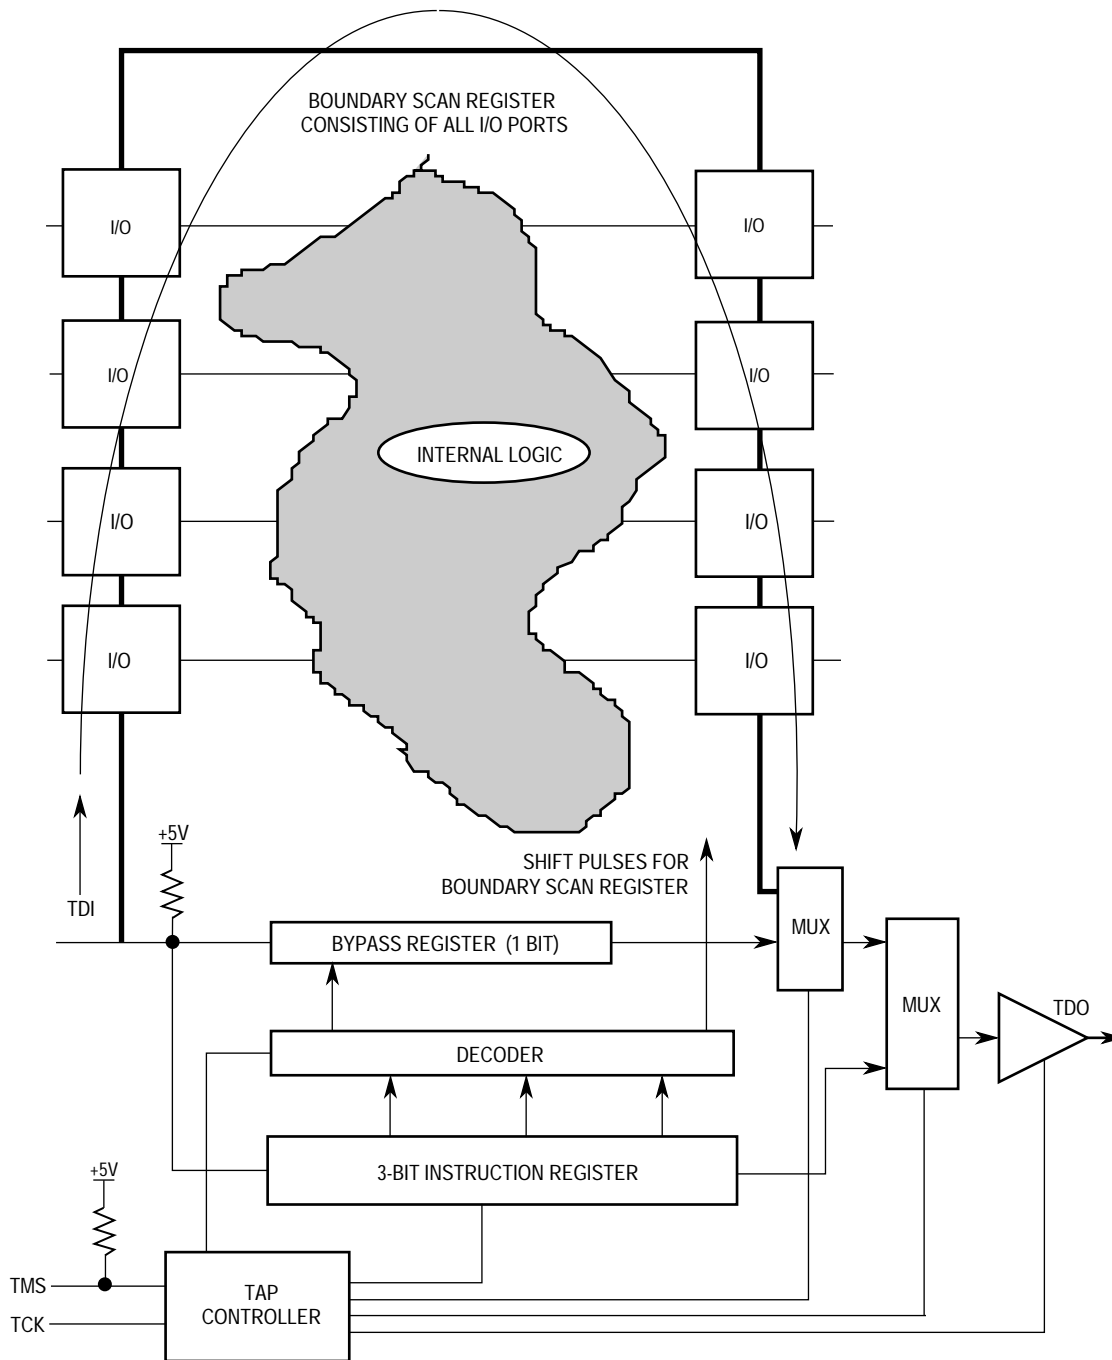 BOUNDARY SCAN REGISTER
CONSISTING OF ALL I/O PORTS
I/O
I/O
I/O
I/O
INTERNAL LOGIC
I/O
I/O
I/O
I/O
+5V
TDI
SHIFT PULSES FOR
BOUNDARY SCAN REGISTER
MUX
BYPASS REGISTER (1 BIT)
MUX
TDO
DECODER
3-BIT INSTRUCTION REGISTER
+5V
TMS
TCK
TAP
CONTROLLER